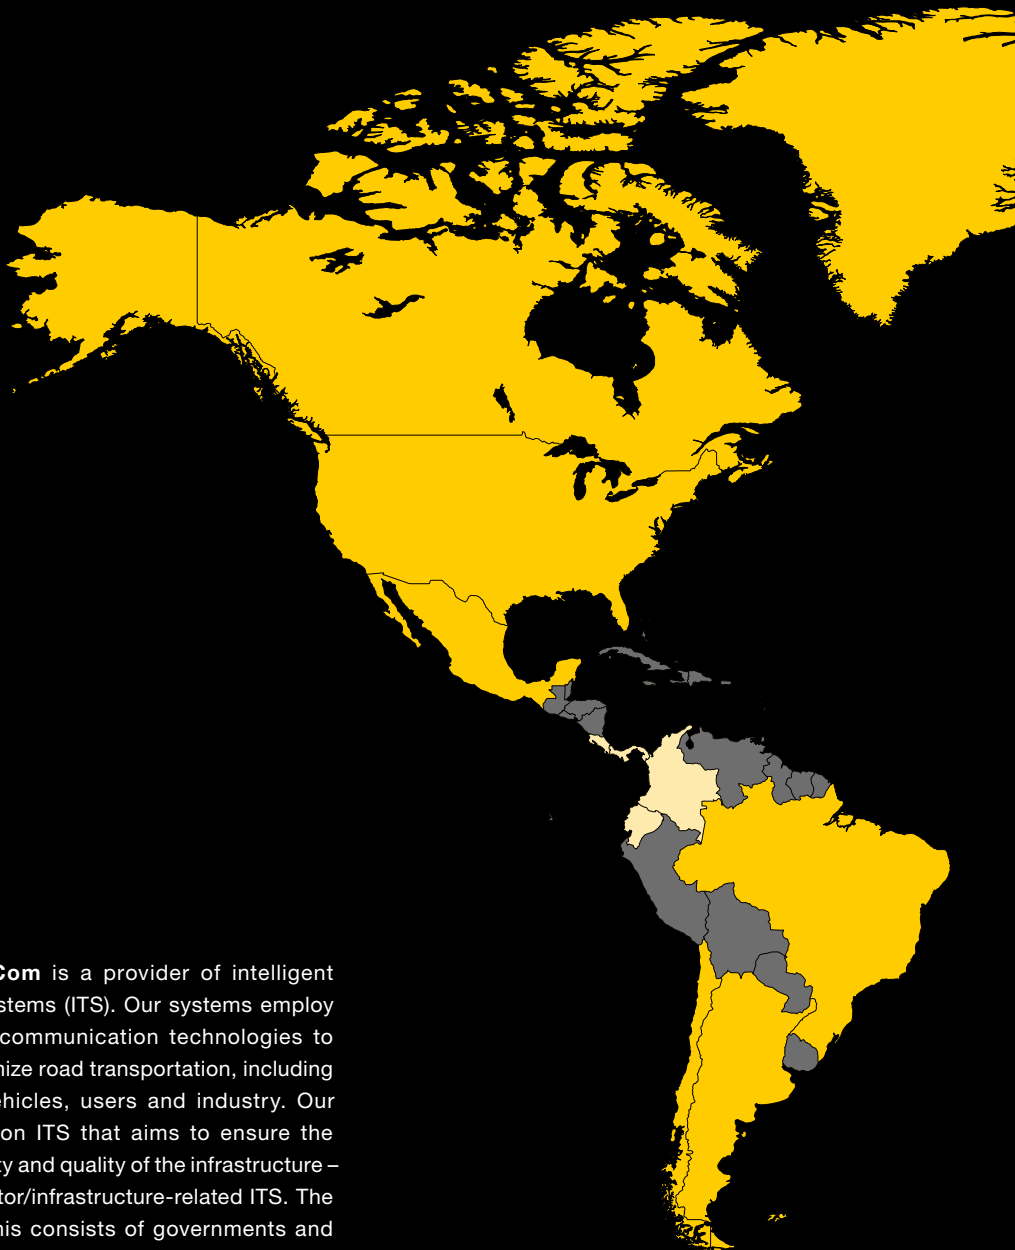 Com is a provider of intelligent
stems (ITS). Our systems employ
communication technologies to
mize road transportation, including
ehicles, users and industry. Our
on ITS that aims to ensure the
ty and quality of the infrastructure –
tor/infrastructure-related ITS. The
his consists of governments and